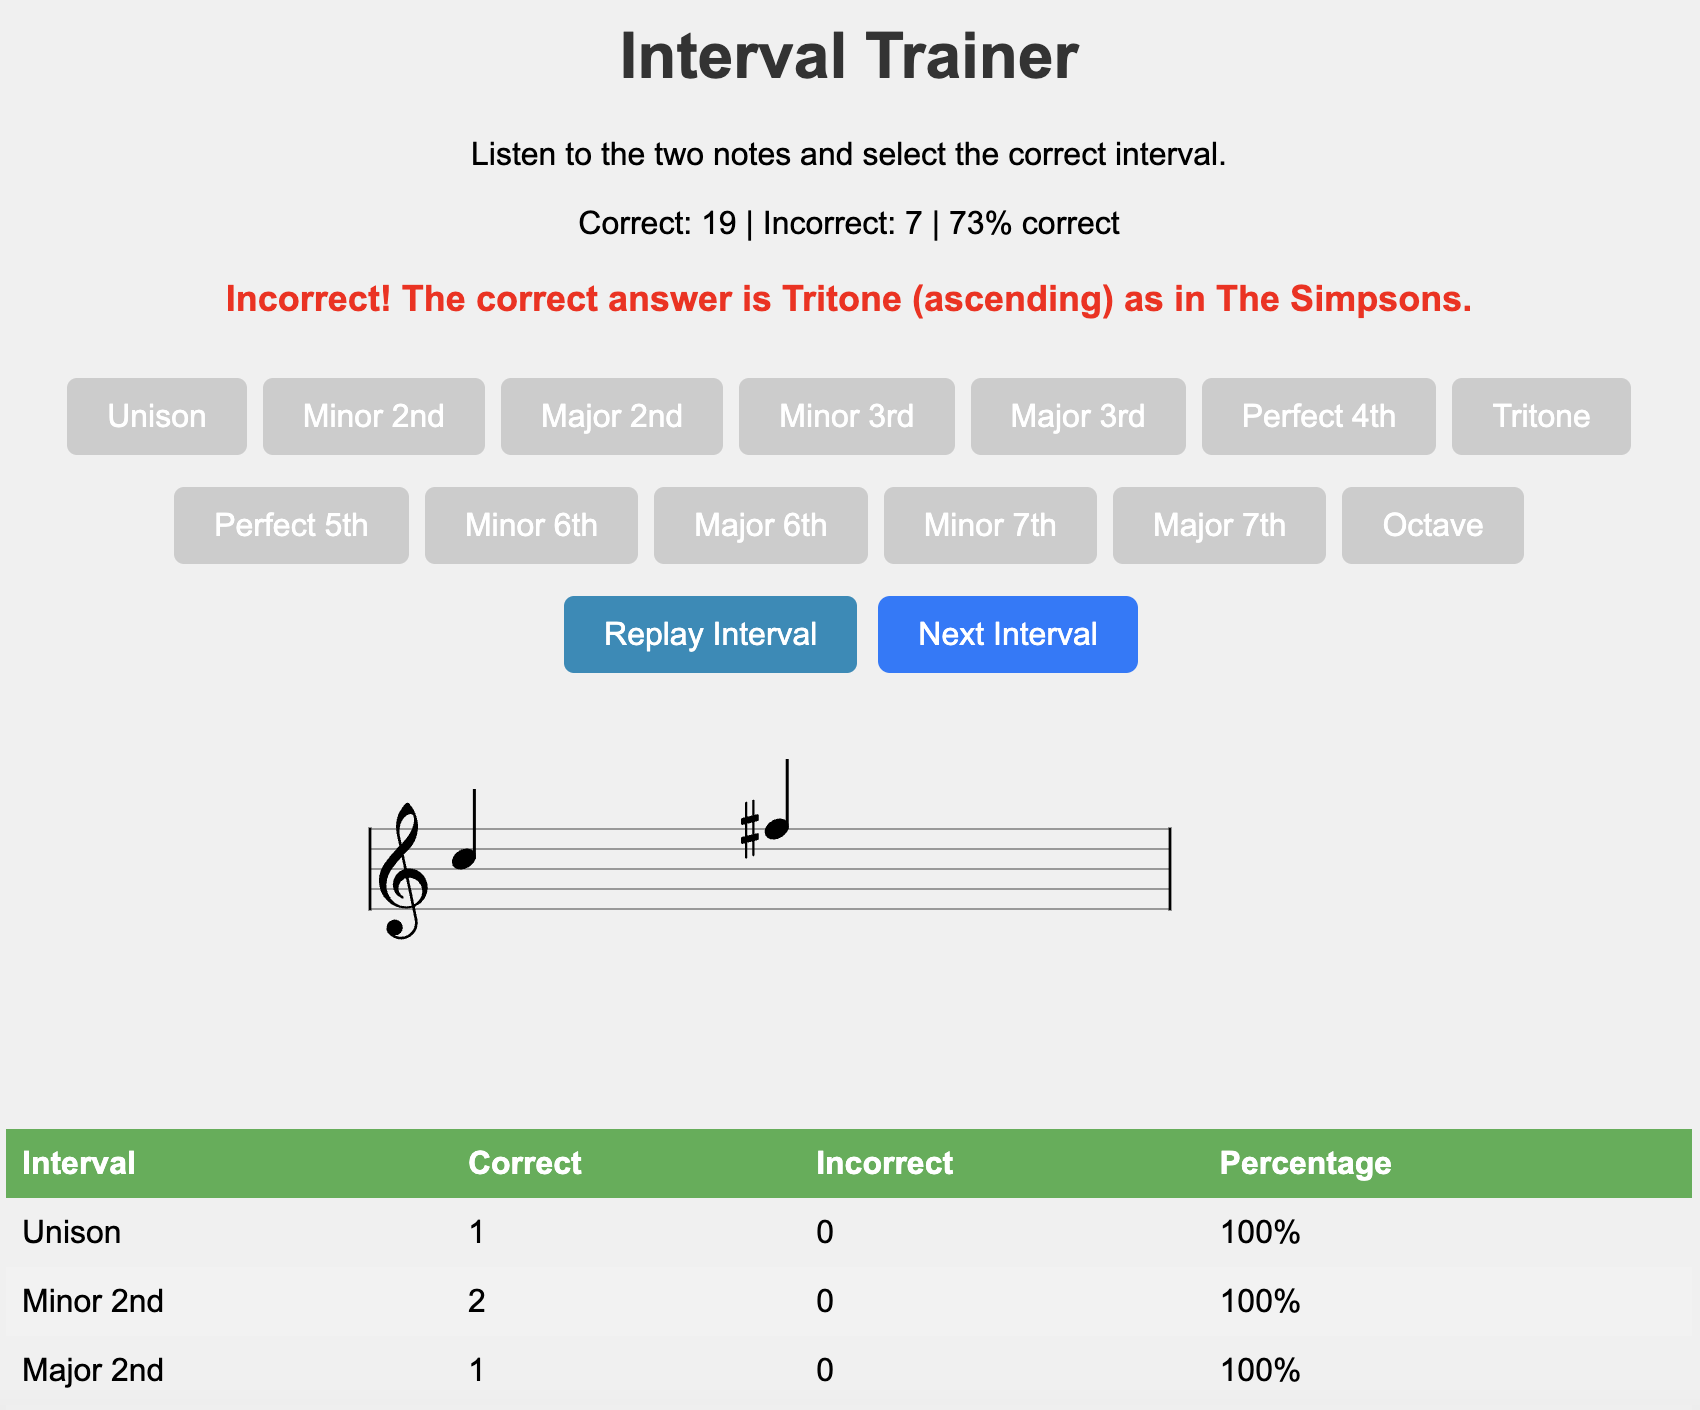 Interval Trainer
Listen to the two notes and select the correct interval.
Correct: 19 | Incorrect: 7 | 73% correct
Incorrect! The correct answer is Tritone (ascending) as in The Simpsons.
Unison Minor 2nd Major 2nd Minor 3rd Major 3rd Perfect 4th Tritone
Perfect 5th Minor 6th Major 6th Minor 7th Major 7th Octave
Replay Interval Next Interval
Interval Correct Incorrect Percentage
Unison 1 0 100%
Minor 2nd 2 0 100%
Major 2nd 1 0 100%